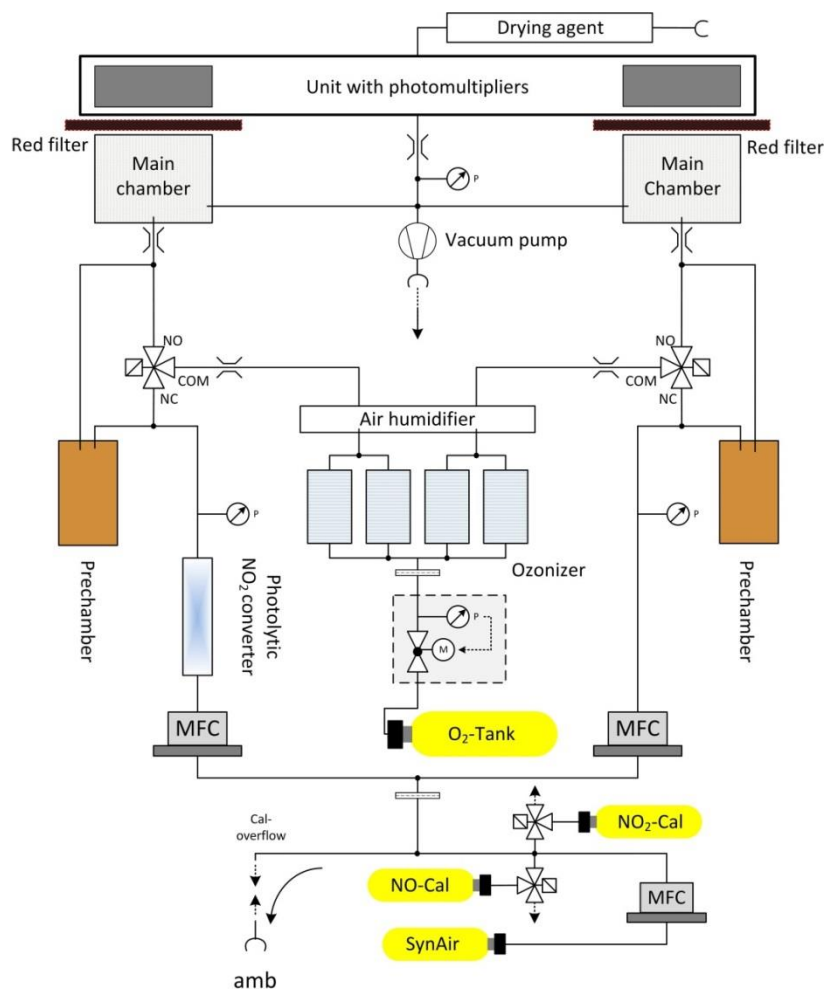 Drying agent
Unit with photomultipliers
Red filter
Red filter
Main
chamber
Main
Chamber
P
Vacuum pump
NO
COM
NC
NO
COM
NC
Air humidifier
P
P
Ozonizer
Prechamber
Photolytic
NO₂ converter
Prechamber
P
M
MFC
O₂-Tank
MFC
Cal-
overflow
NO₂-Cal
NO-Cal
MFC
SynAir
amb